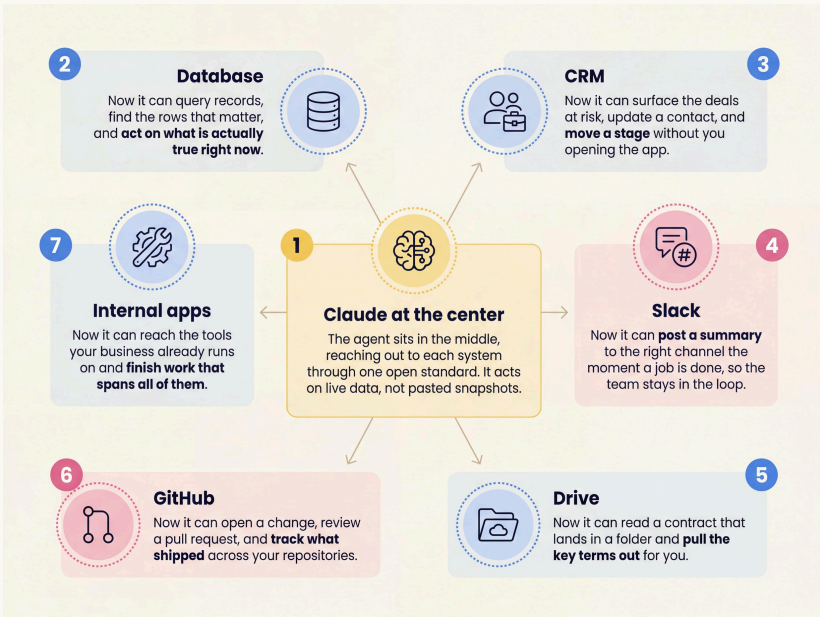 1
Claude at the center
The agent sits in the middle,
reaching out to each system
through one open standard. It acts
on live data, not pasted snapshots.
2
Database
Now it can query records,
find the rows that matter,
and act on what is actually
true right now.
3
CRM
Now it can surface the deals
at risk, update a contact, and
move a stage without you
opening the app.
4
Slack
Now it can post a summary
to the right channel the
moment a job is done, so the
team stays in the loop.
5
Drive
Now it can read a contract that
lands in a folder and pull the
key terms out for you.
6
GitHub
Now it can open a change, review
a pull request, and track what
shipped across your repositories.
7
Internal apps
Now it can reach the tools
your business already runs
on and finish work that
spans all of them.
#